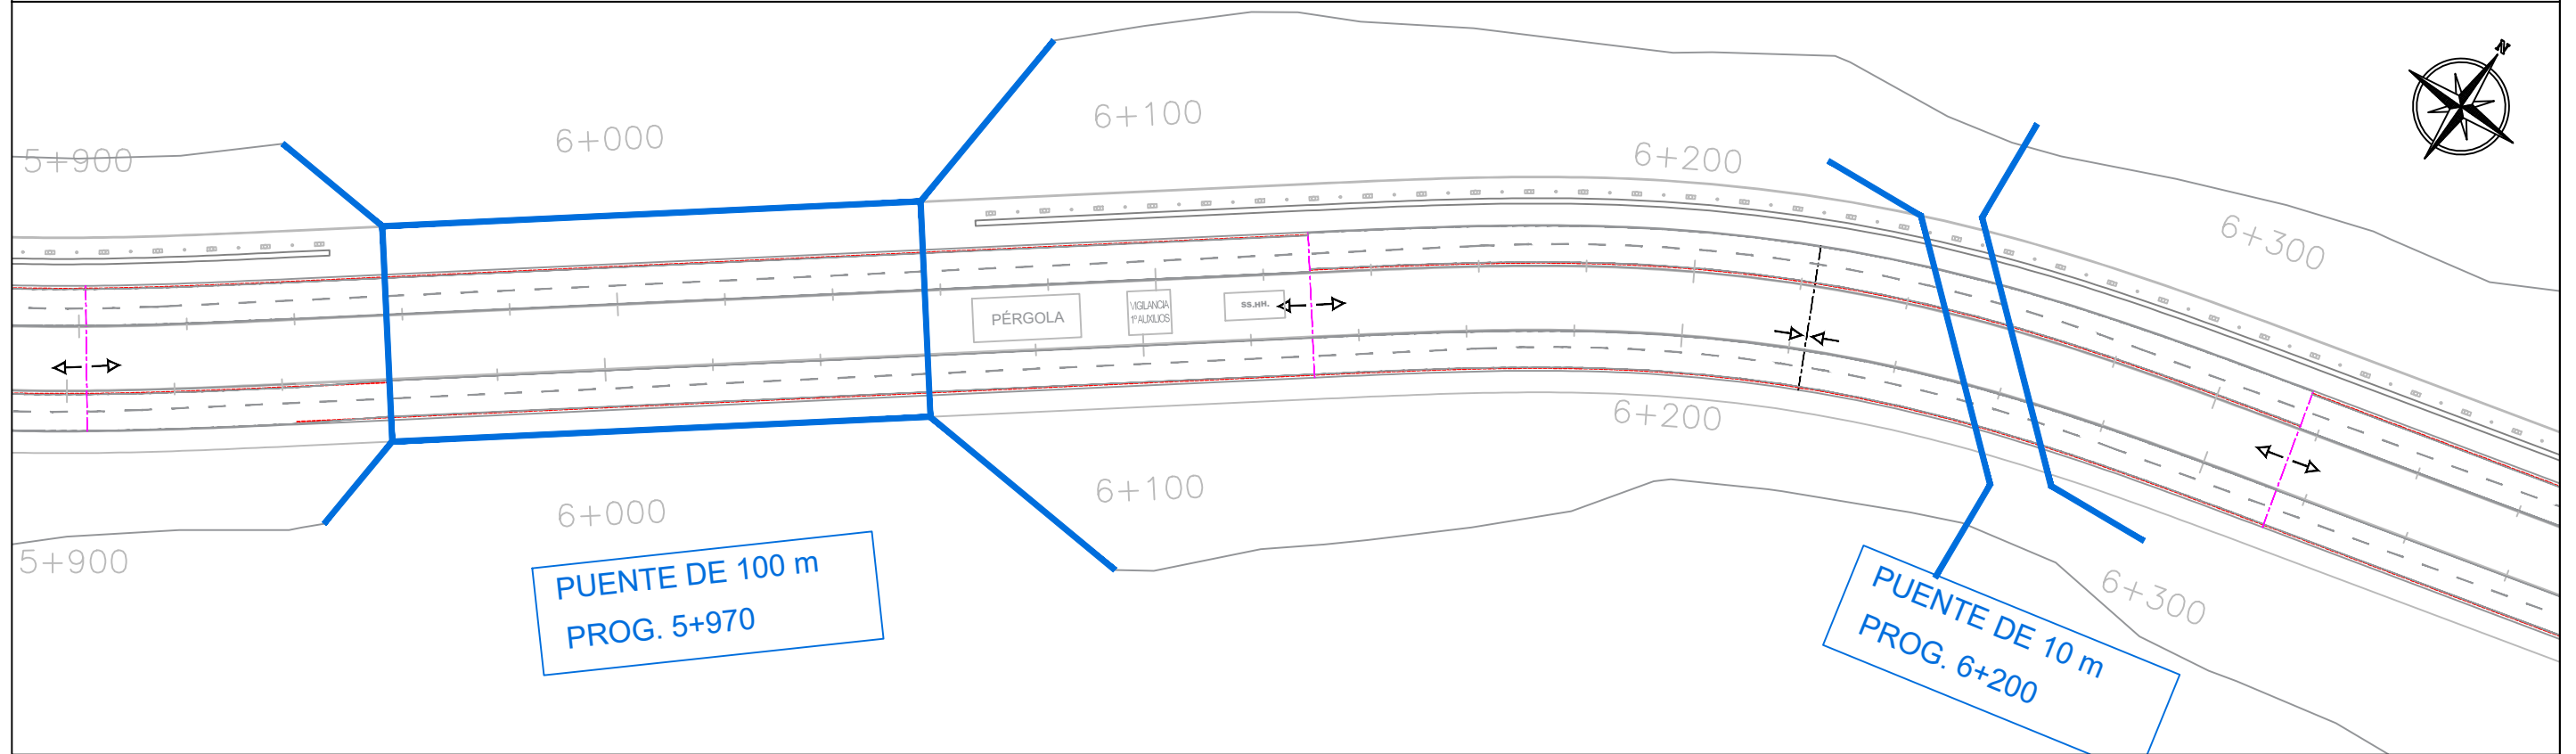 N
5+900
6+000
6+100
6+200
6+300
PÉRGOLA
VIGILANCIA
1º AUXILIOS
SS.HH.
5+900
6+000
6+100
6+200
6+300
PUENTE DE 100 m
PROG. 5+970
PUENTE DE 10 m
PROG. 6+200